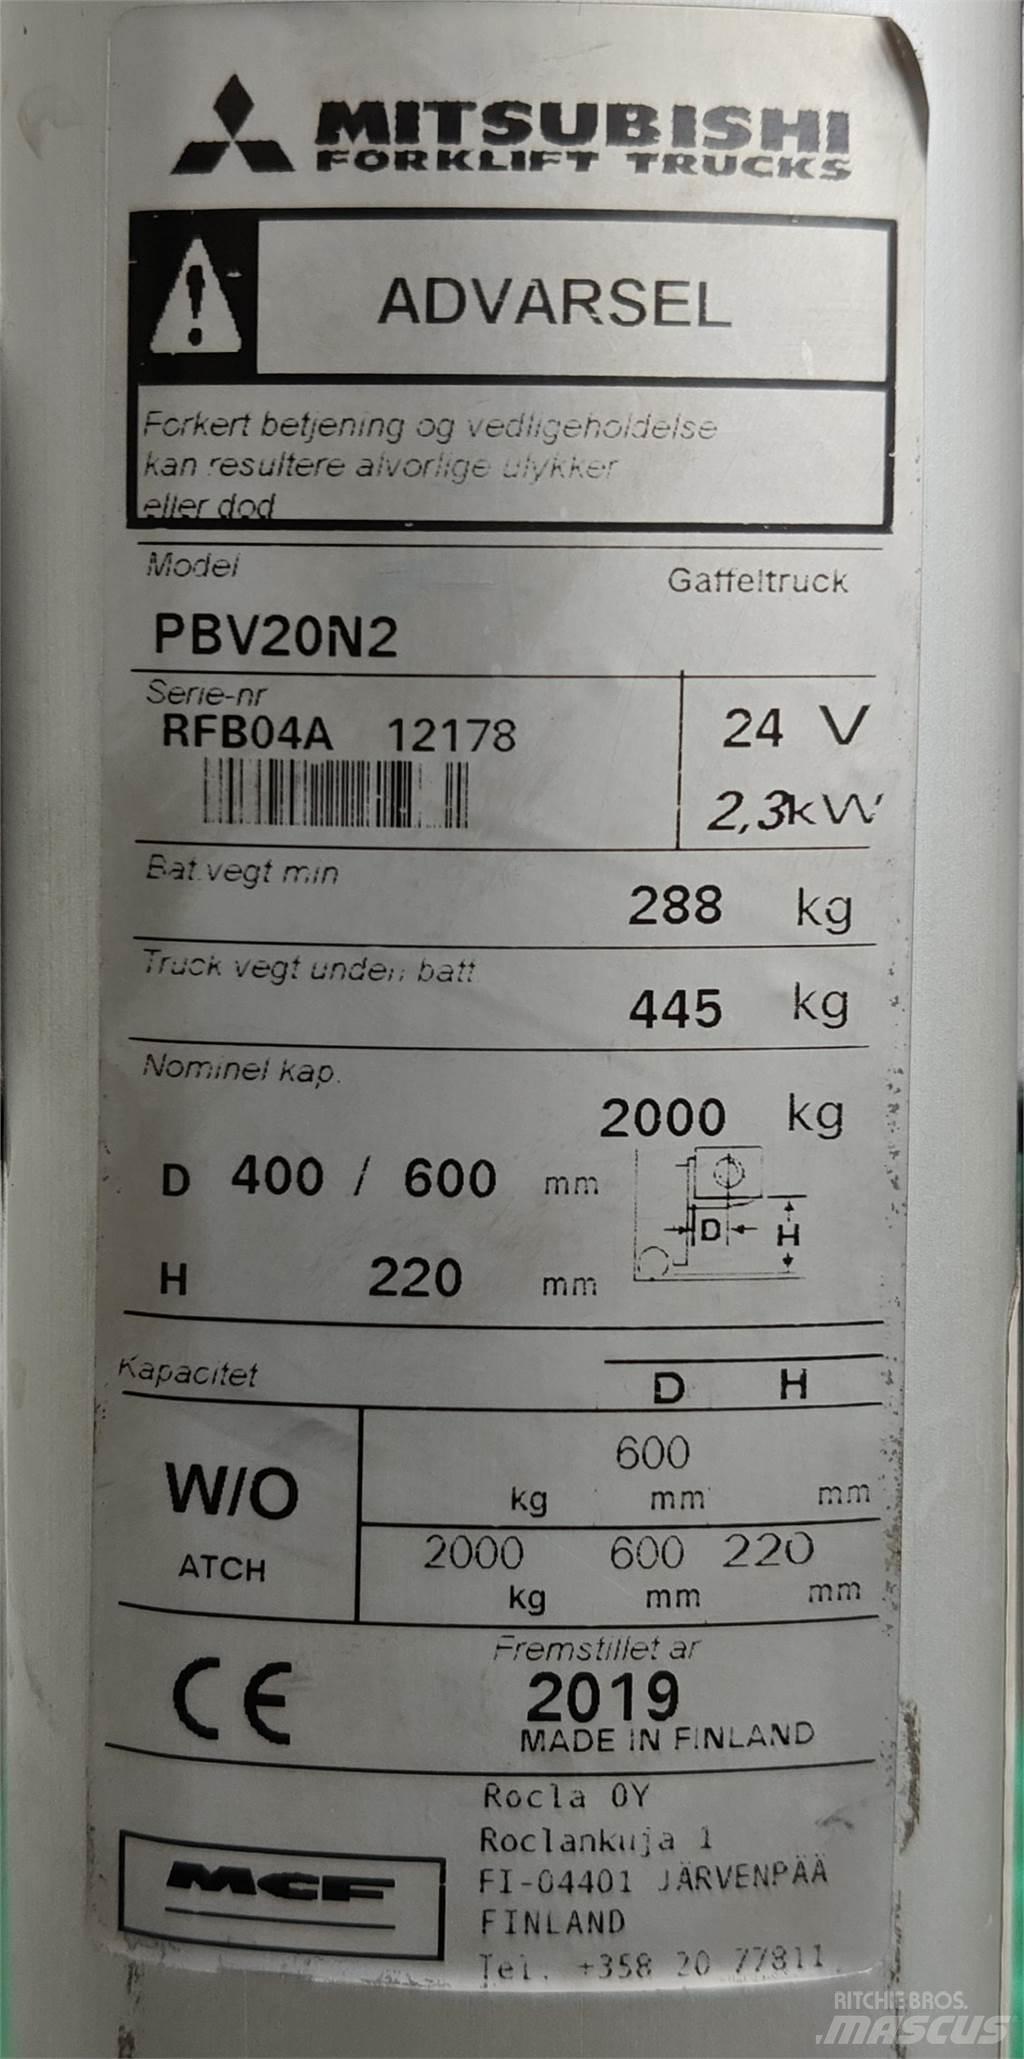 MITSUBISHI
FORKLIFT TRUCKS
ADVARSEL
Forkert betjening og vedligeholdelse
kan resultere alvorlige ulykker
eller dod
Model
Gaffeltruck
PBV20N2
Serie-nr
RFB04A 12178
24 V
2,3kW
Bat.vegt min
288 kg
Truck vegt unden batt
445 kg
Nominel kap.
2000 kg
D 400 / 600 mm
D H
H 220 mm
Kapacitet
D H
W/O
ATCH
600
kg mm mm
2000 600 220
kg mm mm
CE
Fremstillet ar
2019
MADE IN FINLAND
MCF
Rocla OY
Roclankuja 1
FI-04401 JÄRVENPÄÄ
FINLAND
Tel. +358 20 77811
RITCHIE BROS.
MASCUS